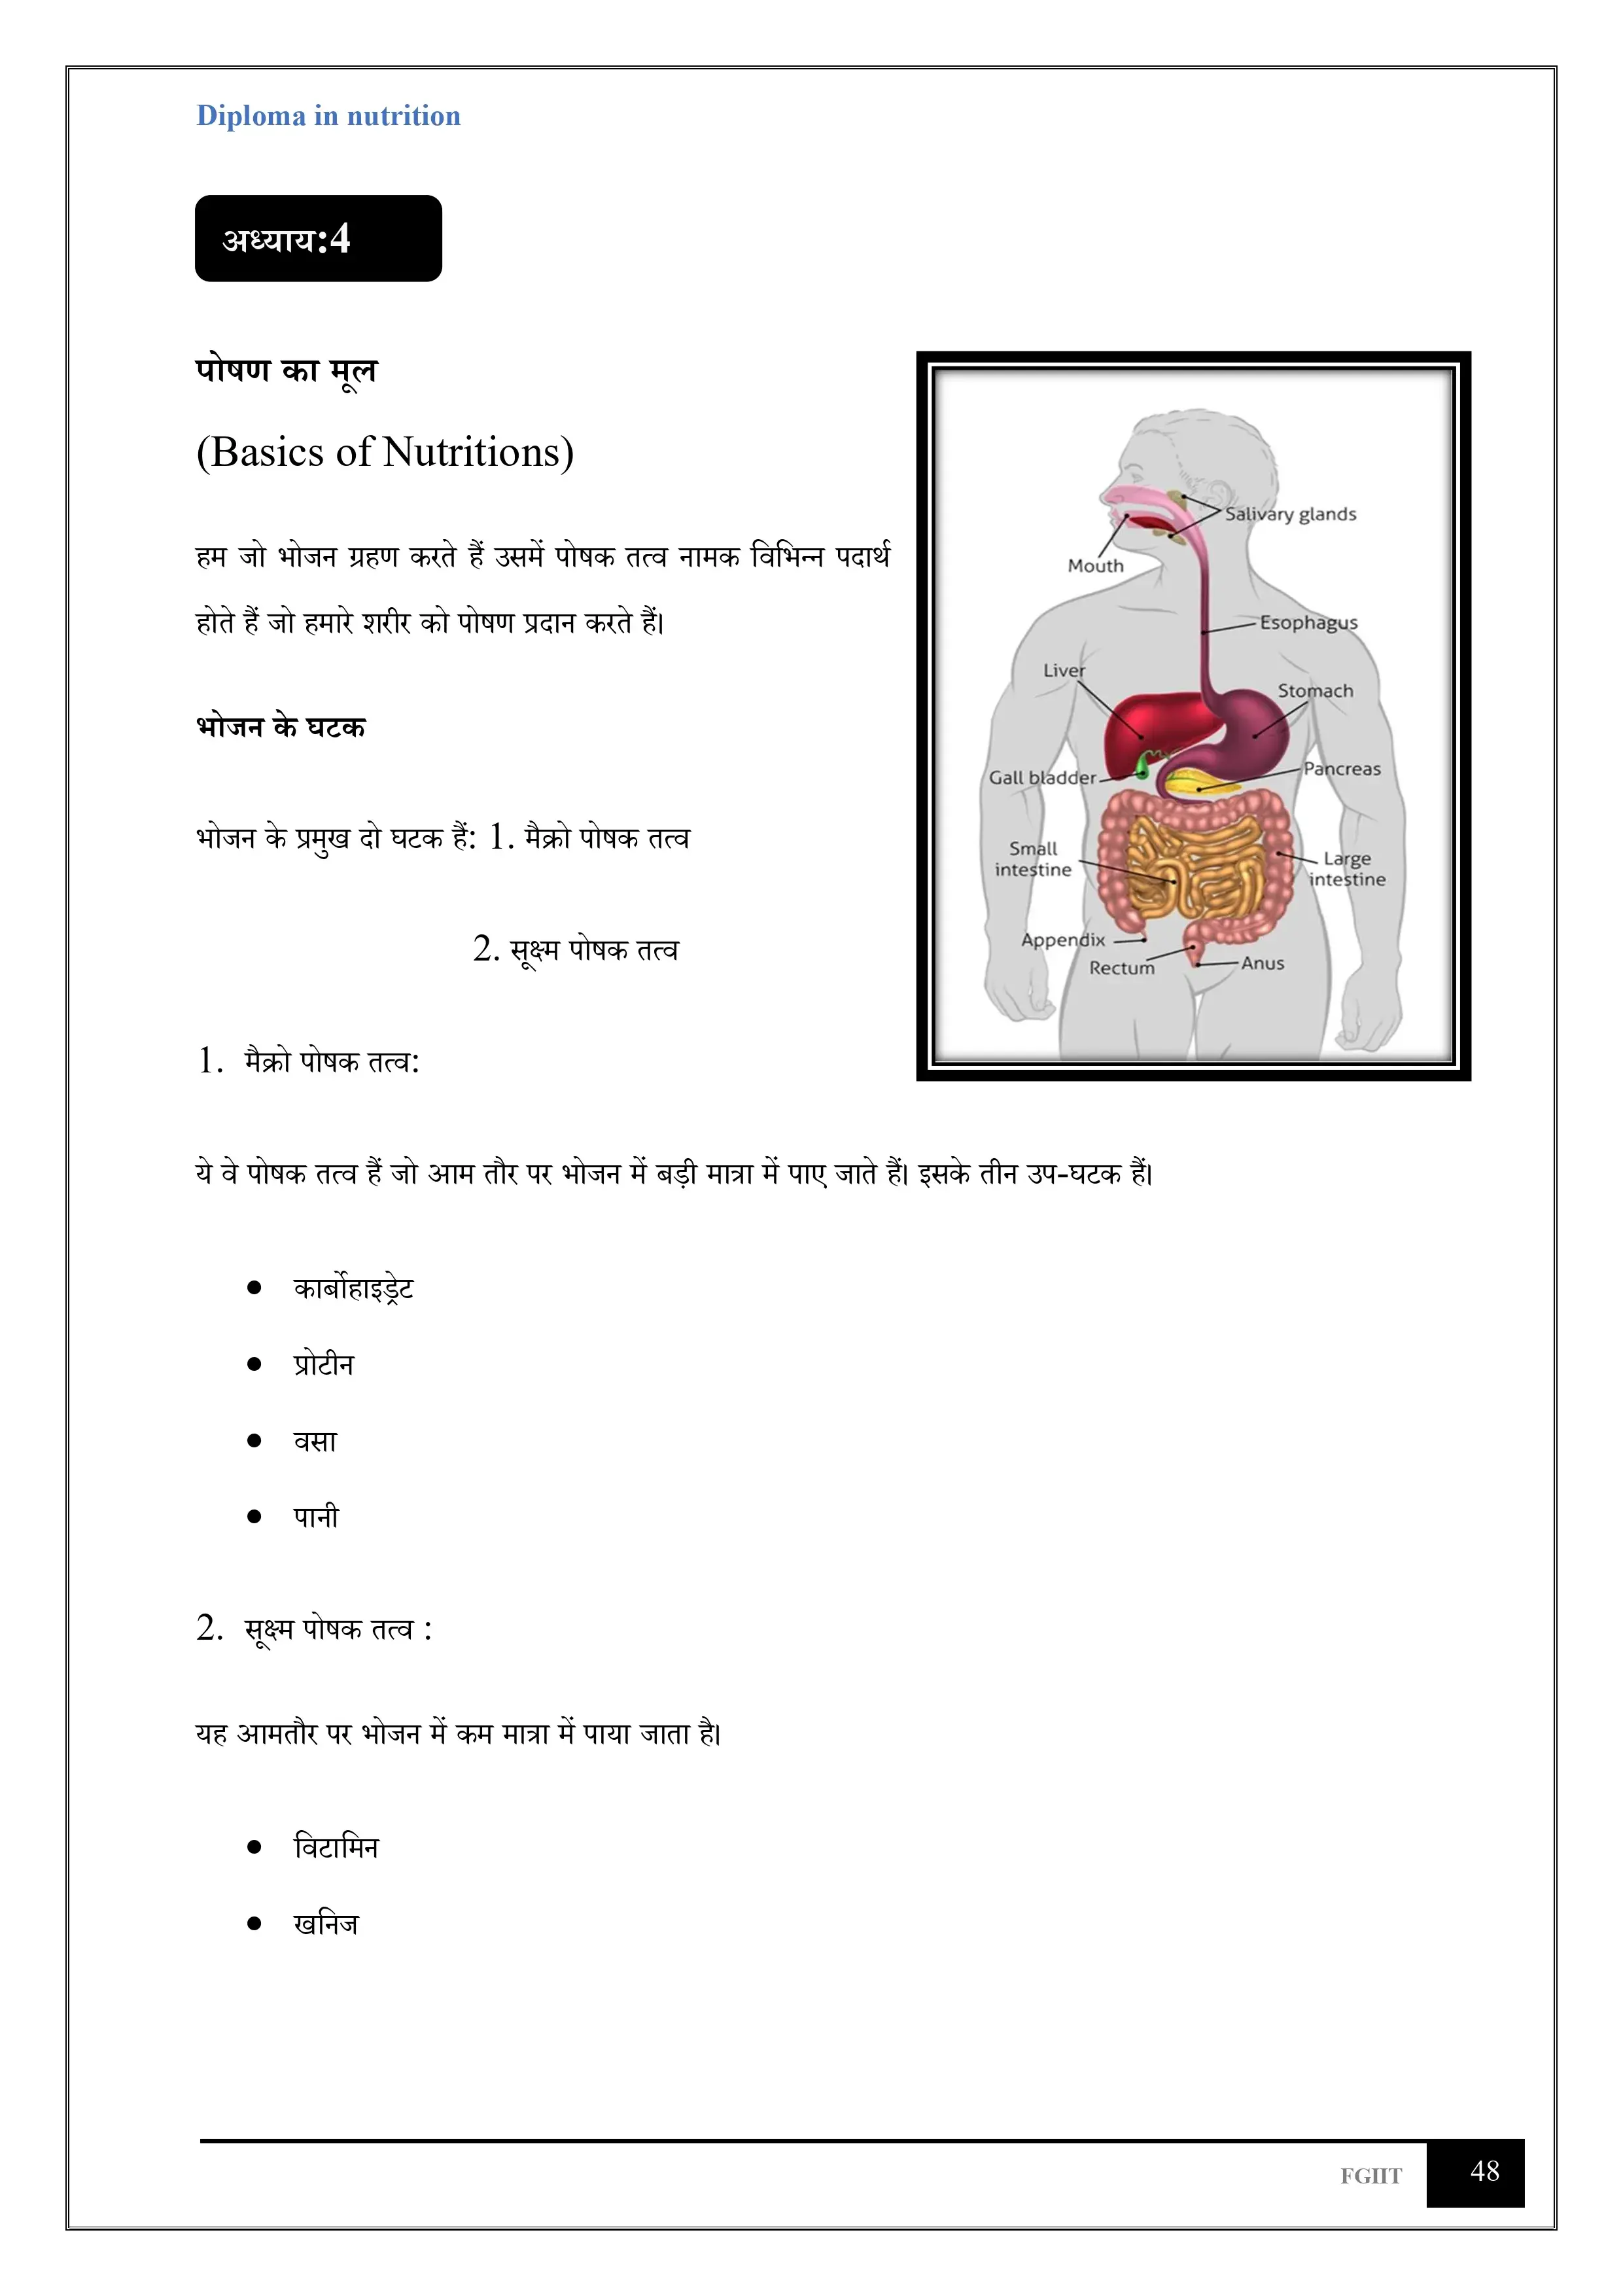 Diploma in nutrition
अध्याय:4
पोषण का मूल
(Basics of Nutritions)
हम जो भोजन ग्रहण करते हैं उसमें पोषक तत्व नामक विभिन्न पदार्थ
होते हैं जो हमारे शरीर को पोषण प्रदान करते हैं।
भोजन के घटक
भोजन के प्रमुख दो घटक हैं: 1. मैक्रो पोषक तत्व
2. सूक्ष्म पोषक तत्व
Salivary glands
Mouth
Esophagus
Liver
Stomach
Gall bladder
Pancreas
Small
intestine
Large
intestine
Appendix
Rectum
Anus
1. मैक्रो पोषक तत्व:
ये वे पोषक तत्व हैं जो आम तौर पर भोजन में बड़ी मात्रा में पाए जाते हैं। इसके तीन उप-घटक हैं।
• कार्बोहाइड्रेट
• प्रोटीन
• वसा
• पानी
2. सूक्ष्म पोषक तत्व :
यह आमतौर पर भोजन में कम मात्रा में पाया जाता है।
• विटामिन
• खनिज
FGIIT 48